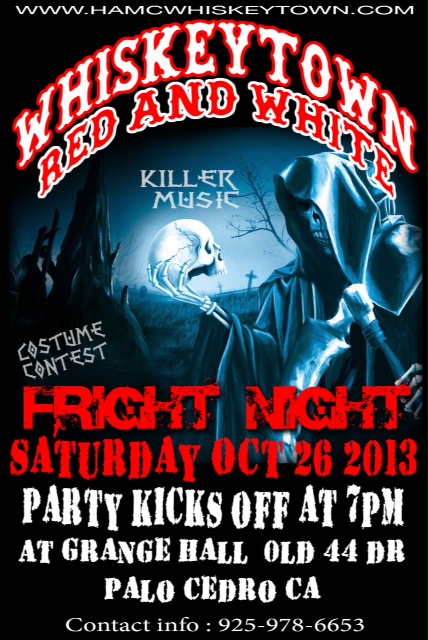 WWW.HAMCWHISKEYTOWN.COM
WHISKEYTOWN
RED AND WHITE
KILLER
MUSIC
COSTUME
CONTEST
FRIGHT NIGHT
SATURDAY OCT 26 2013
PARTY KICKS OFF AT 7PM
AT GRANGE HALL OLD 44 DR
PALO CEDRO CA
Contact info : 925-978-6653